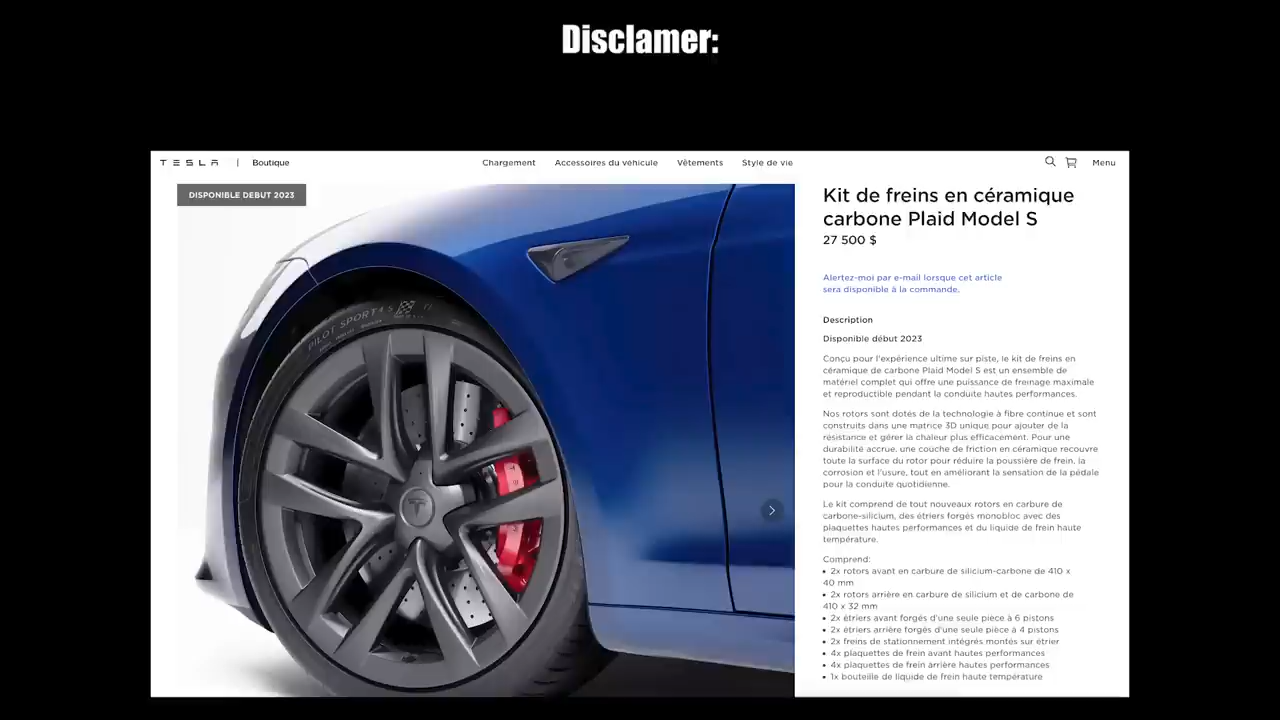 Disclamer:
TESLA | Boutique
Chargement Accessoires du véhicule Vêtements Style de vie
Menu
DISPONIBLE DEBUT 2023
PILOT SPORT 4 S
Kit de freins en céramique
carbone Plaid Model S
27 500 $
Alertez-moi par e-mail lorsque cet article
sera disponible à la commande.
Description
Disponible début 2023
Conçu pour l'expérience ultime sur piste, le kit de freins en
céramique de carbone Plaid Model S est un ensemble de
matériel complet qui offre une puissance de freinage maximale
et reproductible pendant la conduite hautes performances.
Nos rotors sont dotés de la technologie à fibre continue et sont
construits dans une matrice 3D unique pour ajouter de la
résistance et gérer la chaleur plus efficacement. Pour une
durabilité accrue, une couche de friction en céramique recouvre
toute la surface du rotor pour réduire la poussière de frein, la
corrosion et l'usure, tout en améliorant la sensation de la pédale
pour la conduite quotidienne.
Le kit comprend de tout nouveaux rotors en carbure de
carbone-silicium, des étriers forgés monobloc avec des
plaquettes hautes performances et du liquide de frein haute
température.
Comprend:
• 2x rotors avant en carbure de silicium-carbone de 410 x
40 mm
• 2x rotors arrière en carbure de silicium et de carbone de
410 x 32 mm
• 2x étriers avant forgés d'une seule pièce à 6 pistons
• 2x étriers arrière forgés d'une seule pièce à 4 pistons
• 2x freins de stationnement intégrés montés sur étrier
• 4x plaquettes de frein avant hautes performances
• 4x plaquettes de frein arrière hautes performances
• 1x bouteille de liquide de frein haute température